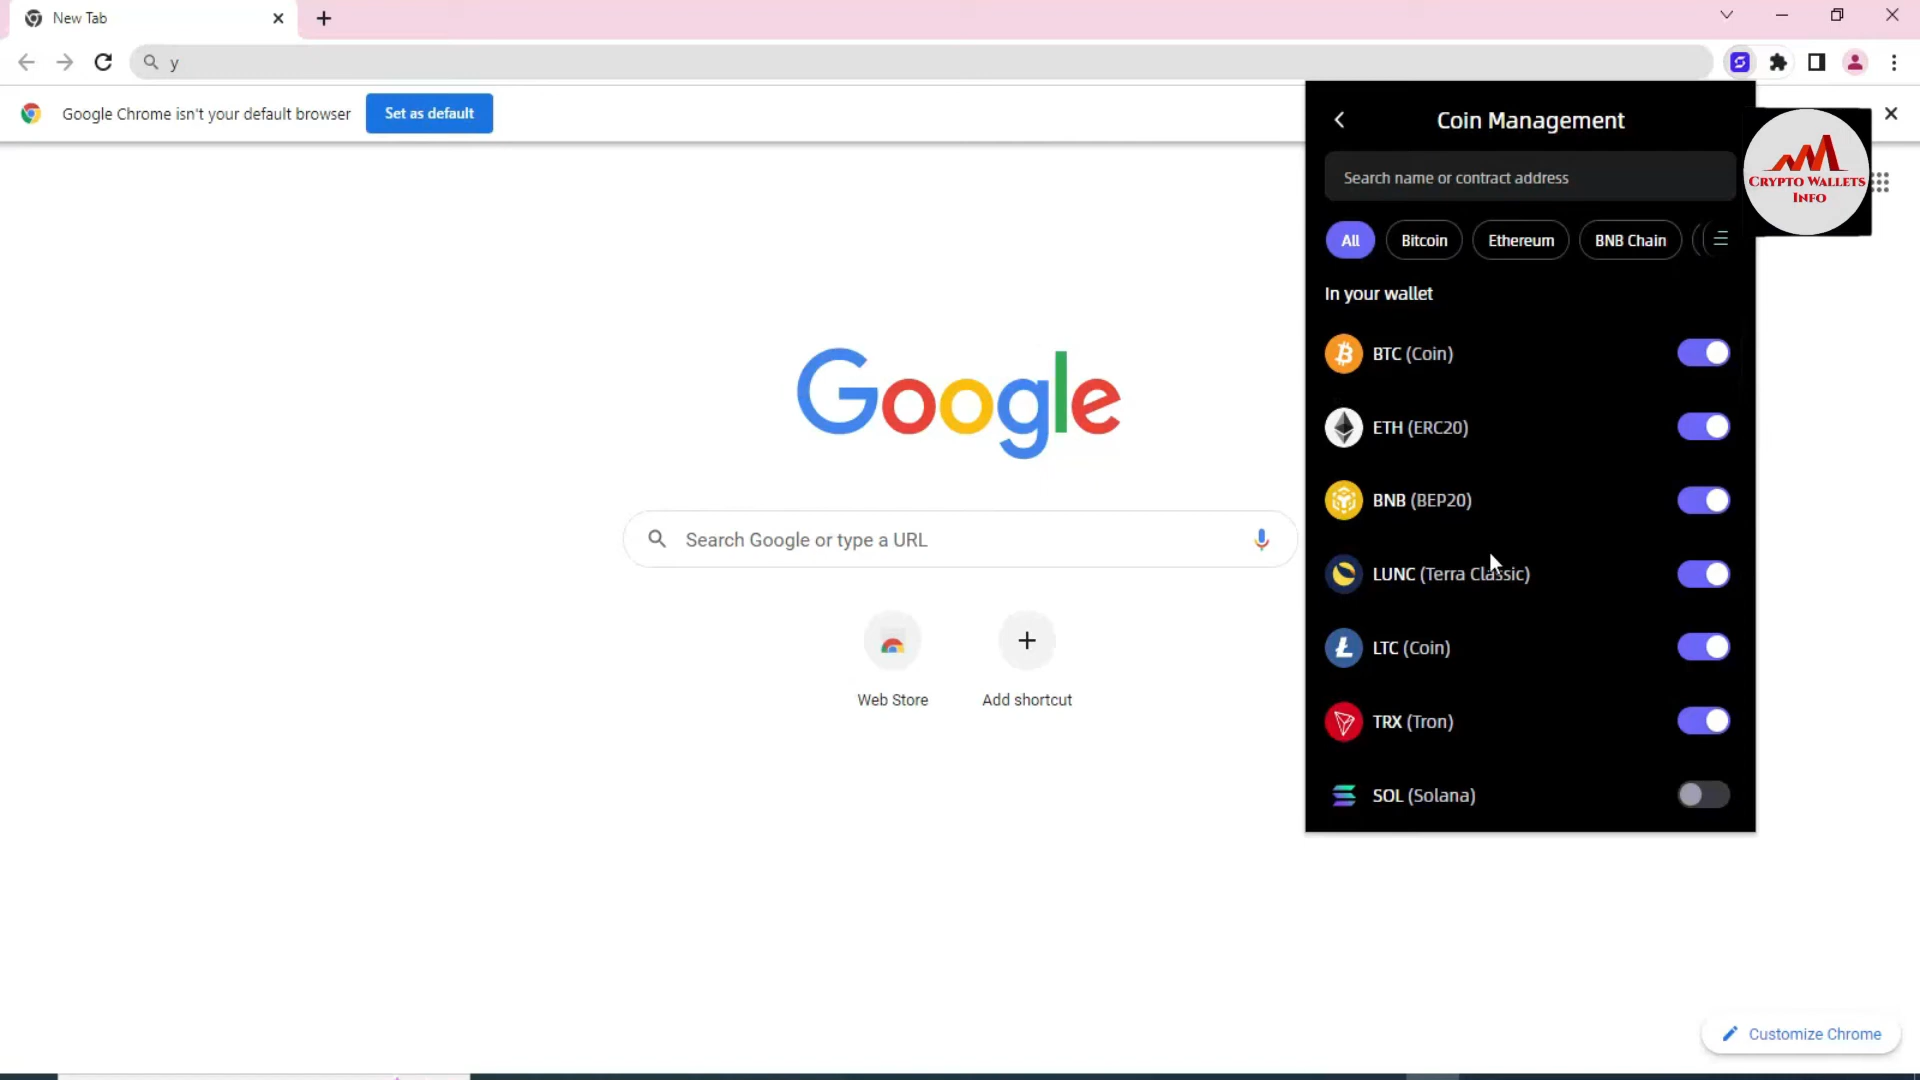 New Tab
y
Google Chrome isn't your default browser
Set as default
Coin Management
Search name or contract address
CRYPTO WALLETS
INFO
All
Bitcoin
Ethereum
BNB Chain
In your wallet
BTC (Coin)
ETH (ERC20)
BNB (BEP20)
LUNC (Terra Classic)
LTC (Coin)
TRX (Tron)
SOL (Solana)
Google
Search Google or type a URL
Web Store
Add shortcut
Customize Chrome